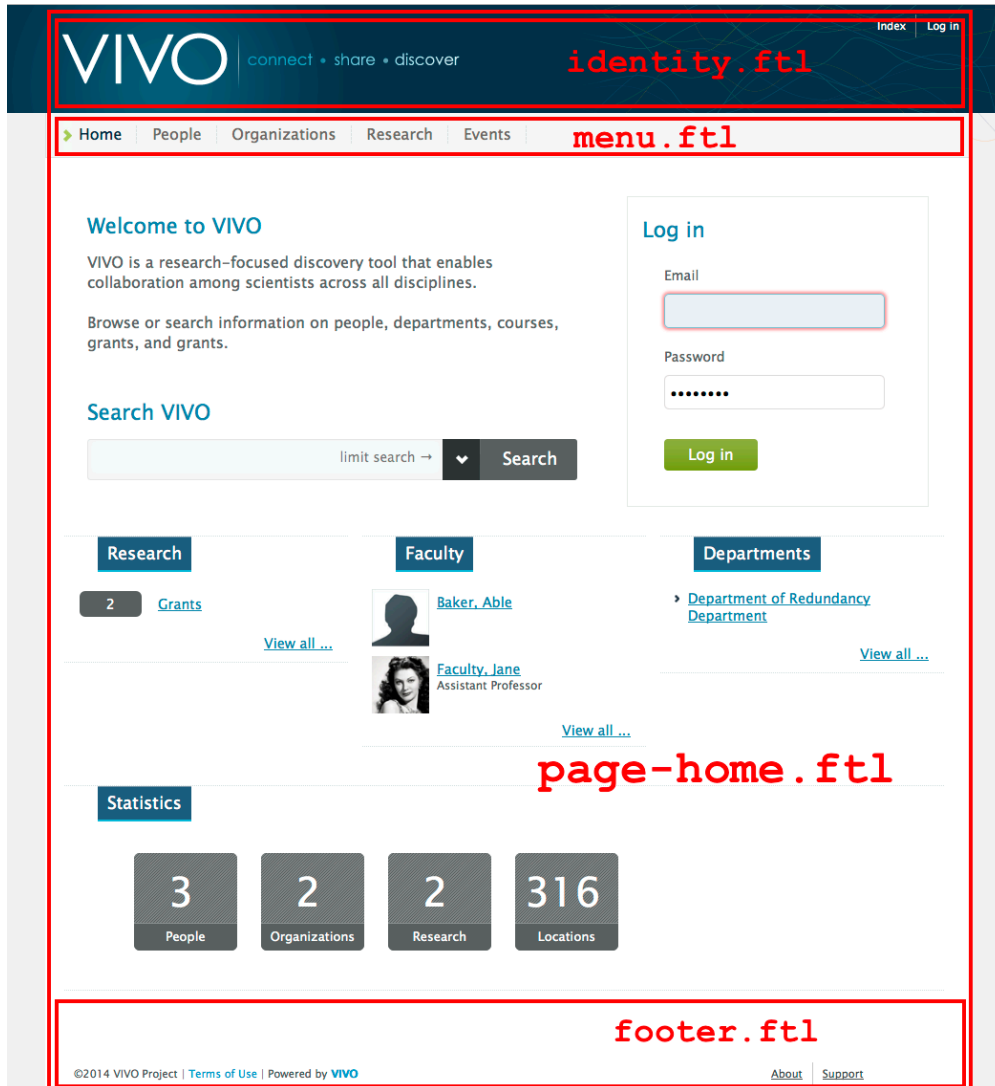 Index | Log in
VIVO connect • share • discover
identity.ftl
Home People Organizations Research Events
menu.ftl
Welcome to VIVO
VIVO is a research-focused discovery tool that enables
collaboration among scientists across all disciplines.
Browse or search information on people, departments, courses,
grants, and grants.
Search VIVO
limit search → Search
Log in
Email
Password
••••••••
Log in
Research
2 Grants
View all ...
Faculty
Baker, Able
Faculty, Jane
Assistant Professor
View all ...
Departments
Department of Redundancy
Department
View all ...
page-home.ftl
Statistics
3 2 2 316
People Organizations Research Locations
footer.ftl
©2014 VIVO Project | Terms of Use | Powered by VIVO
About | Support